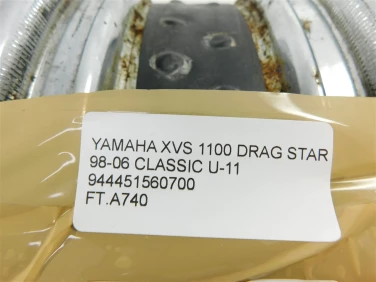 YAMAHA XVS 1100 DRAG STAR
98-06 CLASSIC U-11
944451560700
FT.A740